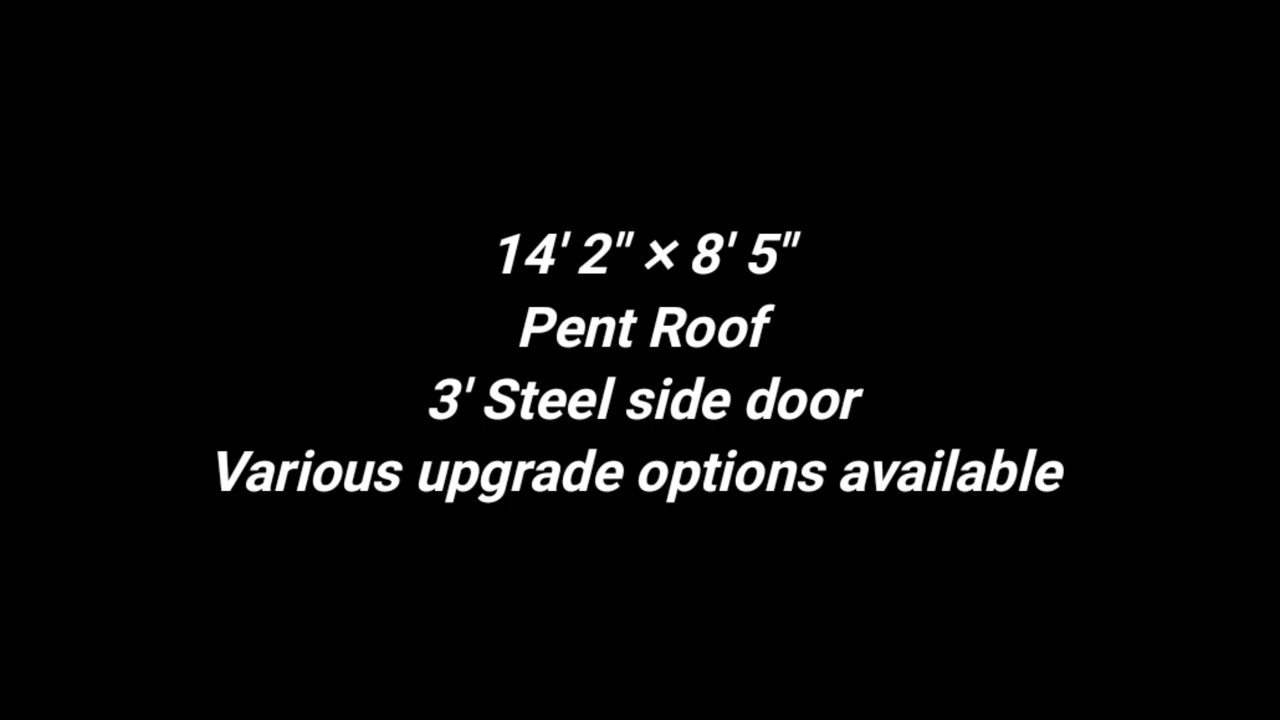 14' 2" × 8' 5"
Pent Roof
3' Steel side door
Various upgrade options available